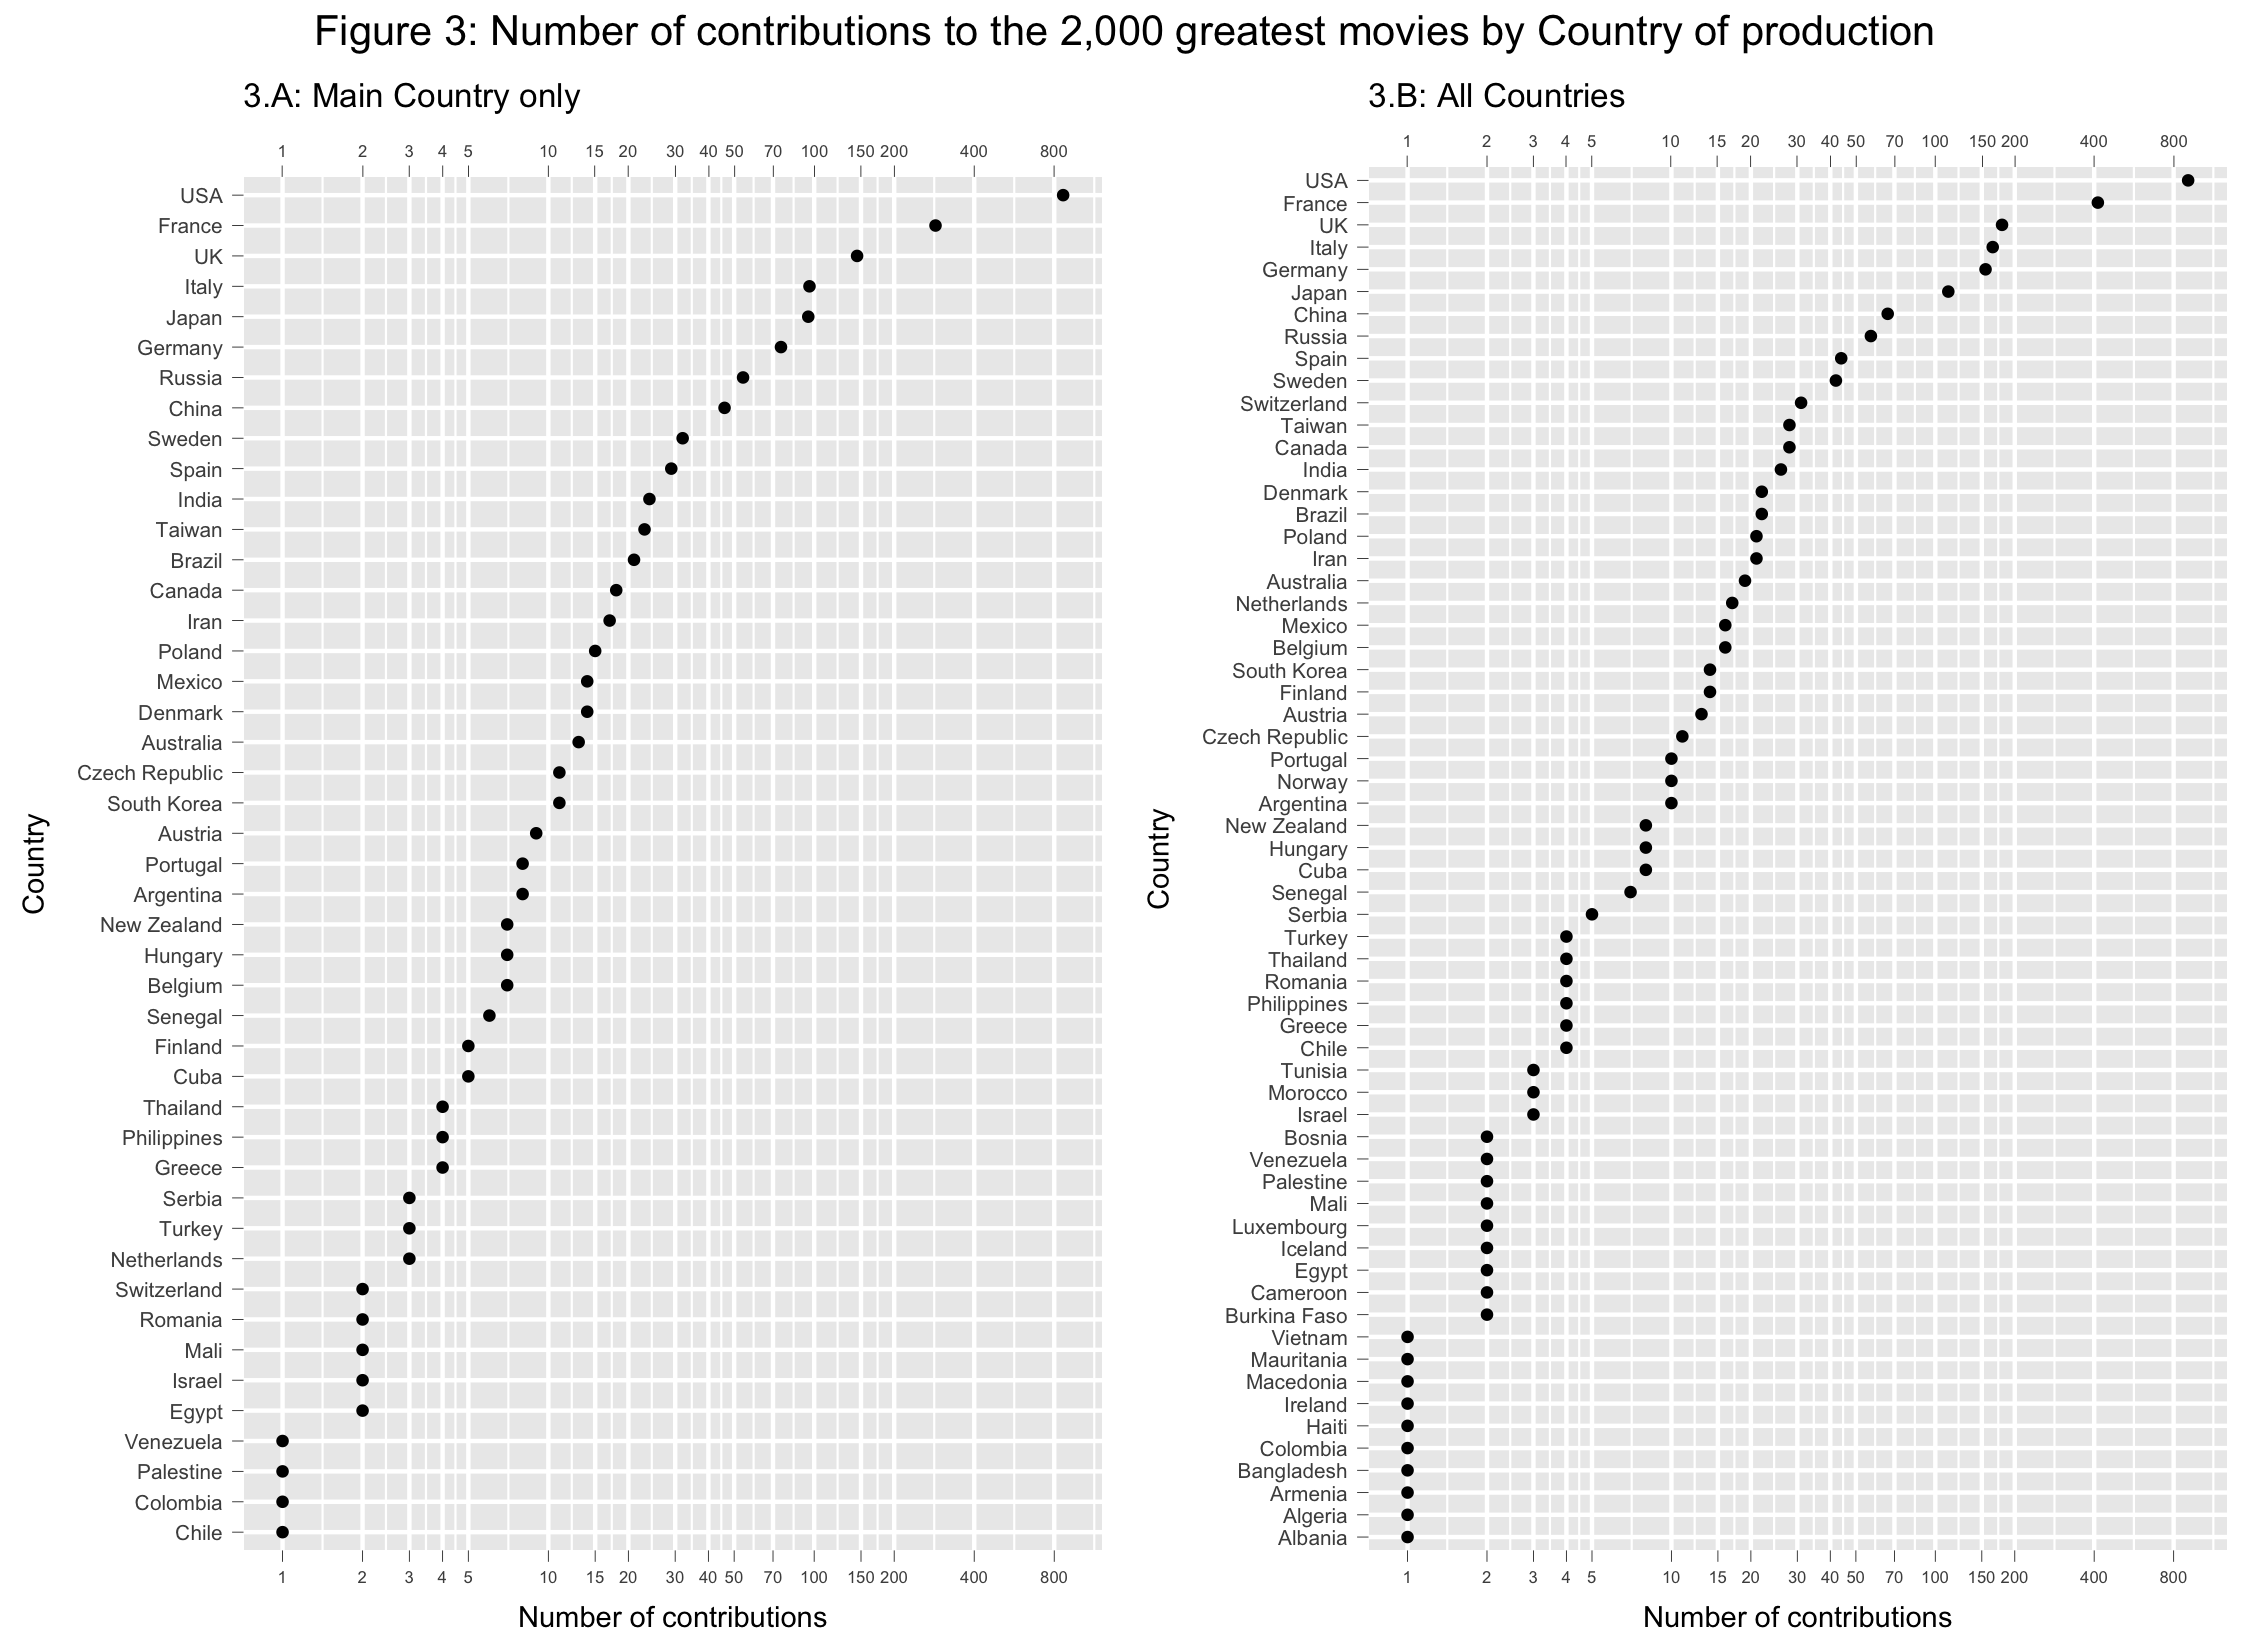 Figure 3: Number of contributions to the 2,000 greatest movies by Country of production
3.A: Main Country only
1 2 3 4 5 10 15 20 30 40 50 70 100 150 200 400 800
USA
France
UK
Italy
Japan
Germany
Russia
China
Sweden
Spain
India
Taiwan
Brazil
Canada
Iran
Poland
Mexico
Denmark
Australia
Czech Republic
South Korea
Austria
Portugal
Argentina
New Zealand
Hungary
Belgium
Senegal
Finland
Cuba
Thailand
Philippines
Greece
Serbia
Turkey
Netherlands
Switzerland
Romania
Mali
Israel
Egypt
Venezuela
Palestine
Colombia
Chile
Country
1 2 3 4 5 10 15 20 30 40 50 70 100 150 200 400 800
Number of contributions
3.B: All Countries
1 2 3 4 5 10 15 20 30 40 50 70 100 150 200 400 800
USA
France
UK
Italy
Germany
Japan
China
Russia
Spain
Sweden
Switzerland
Taiwan
Canada
India
Denmark
Brazil
Poland
Iran
Australia
Netherlands
Mexico
Belgium
South Korea
Finland
Austria
Czech Republic
Portugal
Norway
Argentina
New Zealand
Hungary
Cuba
Senegal
Serbia
Turkey
Thailand
Romania
Philippines
Greece
Chile
Tunisia
Morocco
Israel
Bosnia
Venezuela
Palestine
Mali
Luxembourg
Iceland
Egypt
Cameroon
Burkina Faso
Vietnam
Mauritania
Macedonia
Ireland
Haiti
Colombia
Bangladesh
Armenia
Algeria
Albania
Country
1 2 3 4 5 10 15 20 30 40 50 70 100 150 200 400 800
Number of contributions